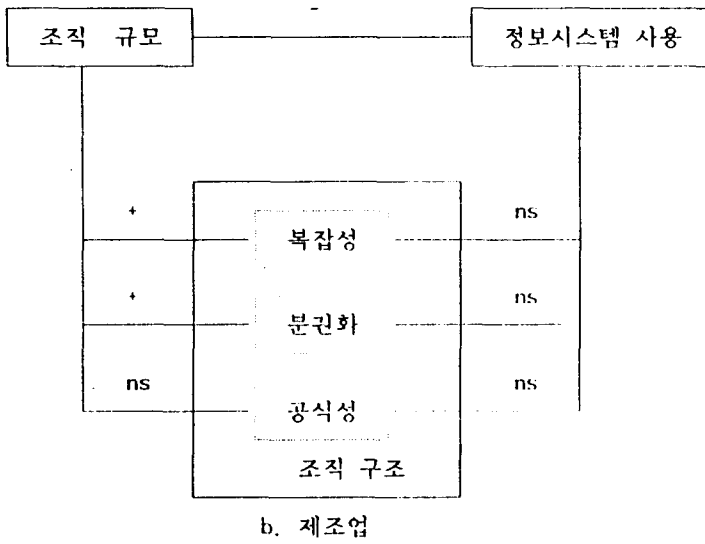 -
조직 규모
정보시스템 사용
+
ns
복잡성
+
ns
분권화
ns
ns
공식성
조직 구조
b. 제조업